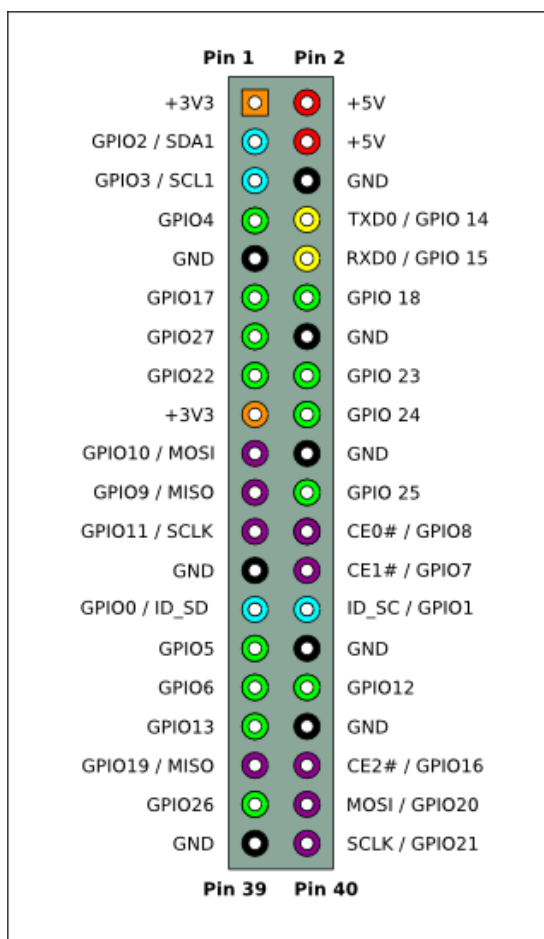 Pin 1 Pin 2
+3V3 +5V
GPIO2 / SDA1 +5V
GPIO3 / SCL1 GND
GPIO4 TXD0 / GPIO 14
GND RXD0 / GPIO 15
GPIO17 GPIO 18
GPIO27 GND
GPIO22 GPIO 23
+3V3 GPIO 24
GPIO10 / MOSI GND
GPIO9 / MISO GPIO 25
GPIO11 / SCLK CE0# / GPIO8
GND CE1# / GPIO7
GPIO0 / ID_SD ID_SC / GPIO1
GPIO5 GND
GPIO6 GPIO12
GPIO13 GND
GPIO19 / MISO CE2# / GPIO16
GPIO26 MOSI / GPIO20
GND SCLK / GPIO21
Pin 39 Pin 40